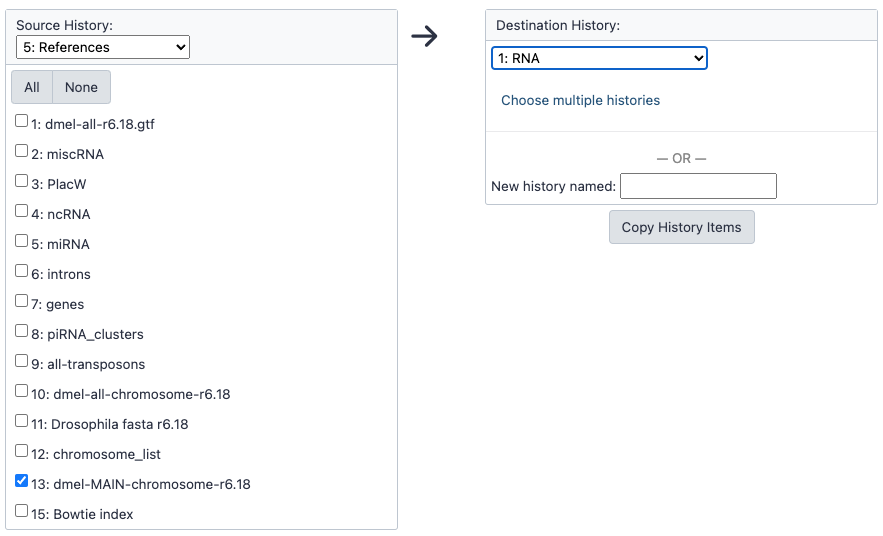 Source History:
5: References
All
None
1: dmel-all-r6.18.gtf
2: miscRNA
3: PlacW
4: ncRNA
5: miRNA
6: introns
7: genes
8: piRNA_clusters
9: all-transposons
10: dmel-all-chromosome-r6.18
11: Drosophila fasta r6.18
12: chromosome_list
13: dmel-MAIN-chromosome-r6.18
15: Bowtie index
Destination History:
1: RNA
Choose multiple histories
— OR —
New history named:
Copy History Items